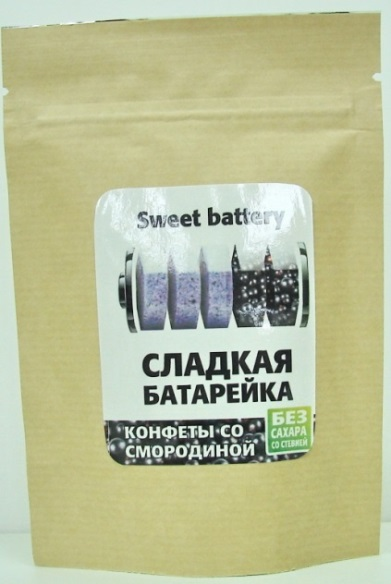 Sweet battery
СЛАДКАЯ
БАТАРЕЙКА
КОНФЕТЫ СО
СМОРОДИНОЙ
БЕЗ
САХАРА
СО СТЕВИЕЙ